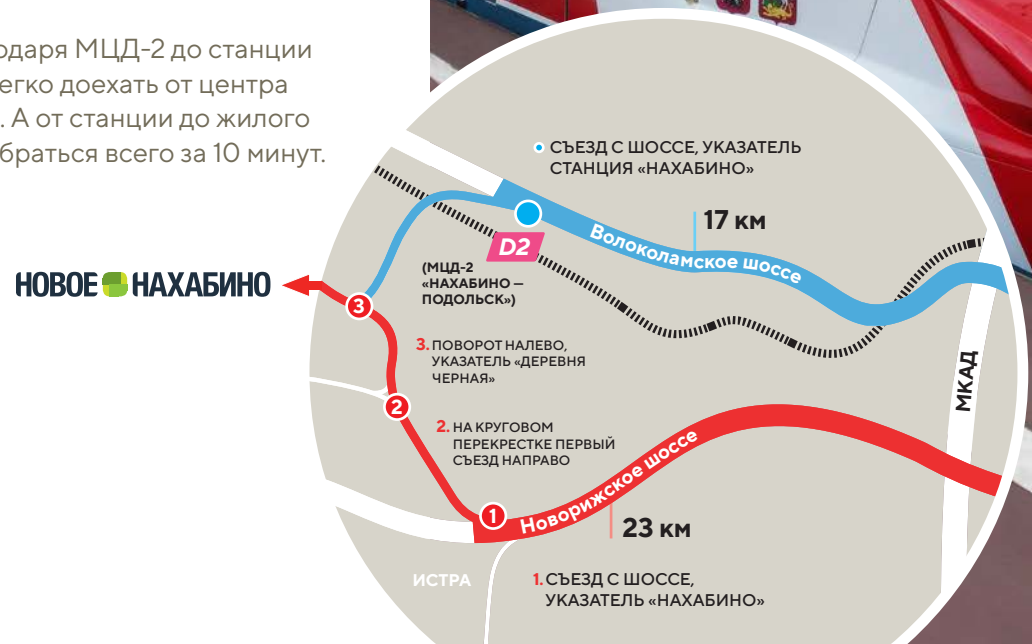 одаря МЦД-2 до станции
егко доехать от центра
. А от станции до жилого
браться всего за 10 минут.
СЪЕЗД С ШОССЕ, УКАЗАТЕЛЬ
СТАНЦИЯ «НАХАБИНО»
17 км
Волоколамское шоссе
D2
(МЦД-2
«НАХАБИНО –
ПОДОЛЬСК»)
НОВОЕ НАХАБИНО
3
3. ПОВОРОТ НАЛЕВО,
УКАЗАТЕЛЬ «ДЕРЕВНЯ
ЧЕРНАЯ»
МКАД
2
2. НА КРУГОВОМ
ПЕРЕКРЕСТКЕ ПЕРВЫЙ
СЪЕЗД НАПРАВО
1
Новорижское шоссе
23 км
ИСТРА
1. СЪЕЗД С ШОССЕ,
УКАЗАТЕЛЬ «НАХАБИНО»